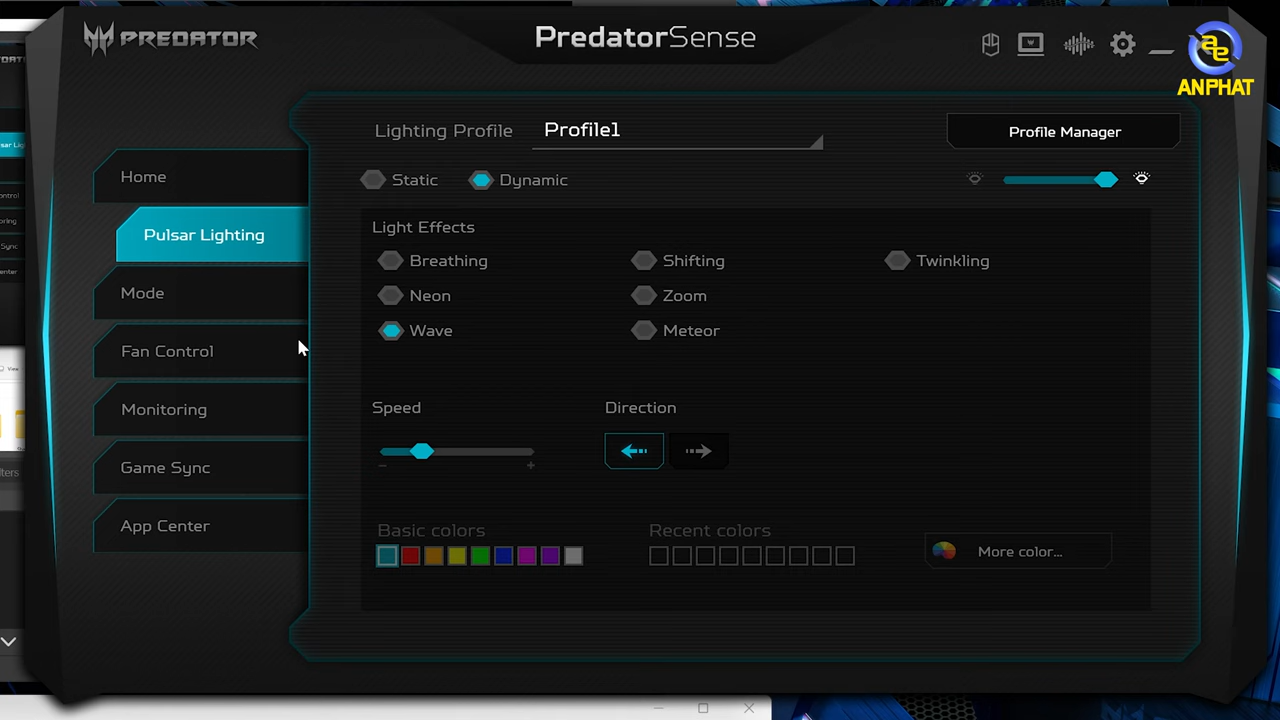 PREDATOR
PredatorSense
ae
ANPHAT
Lighting Profile
Profile1
Profile Manager
Static
Dynamic
Home
Pulsar Lighting
Mode
Fan Control
Monitoring
Game Sync
App Center
Light Effects
Breathing
Shifting
Twinkling
Neon
Zoom
Wave
Meteor
Speed
Direction
− +
Basic colors
Recent colors
More color...
View